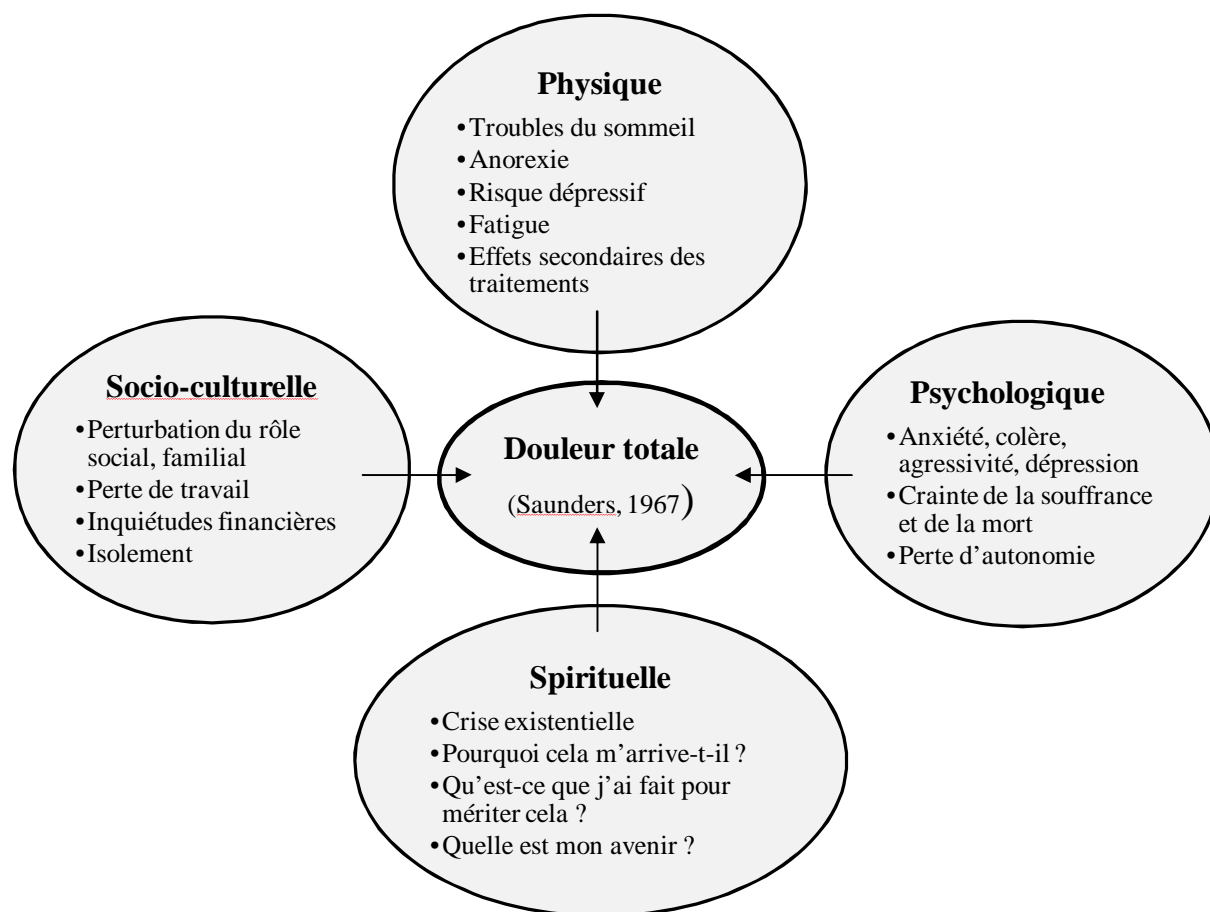 Physique
•Troubles du sommeil
•Anorexie
•Risque dépressif
•Fatigue
•Effets secondaires des
traitements
Socio-culturelle
•Perturbation du rôle
social, familial
•Perte de travail
•Inquiétudes financières
•Isolement
Douleur totale
(Saunders, 1967)
Psychologique
•Anxiété, colère,
agressivité, dépression
•Crainte de la souffrance
et de la mort
•Perte d’autonomie
Spirituelle
•Crise existentielle
•Pourquoi cela m’arrive-t-il ?
•Qu’est-ce que j’ai fait pour
mériter cela ?
•Quelle est mon avenir ?